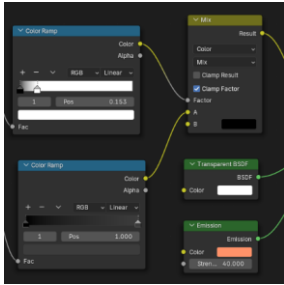 Color Ramp
Color
Alpha
RGB
Linear
1
Pos
0.153
Fac
Mix
Result
Color
Mix
Clamp Result
Clamp Factor
Factor
A
B
Color Ramp
Color
Alpha
RGB
Linear
1
Pos
1.000
Fac
Transparent BSDF
BSDF
Color
Emission
Emission
Color
Stren...
40.000